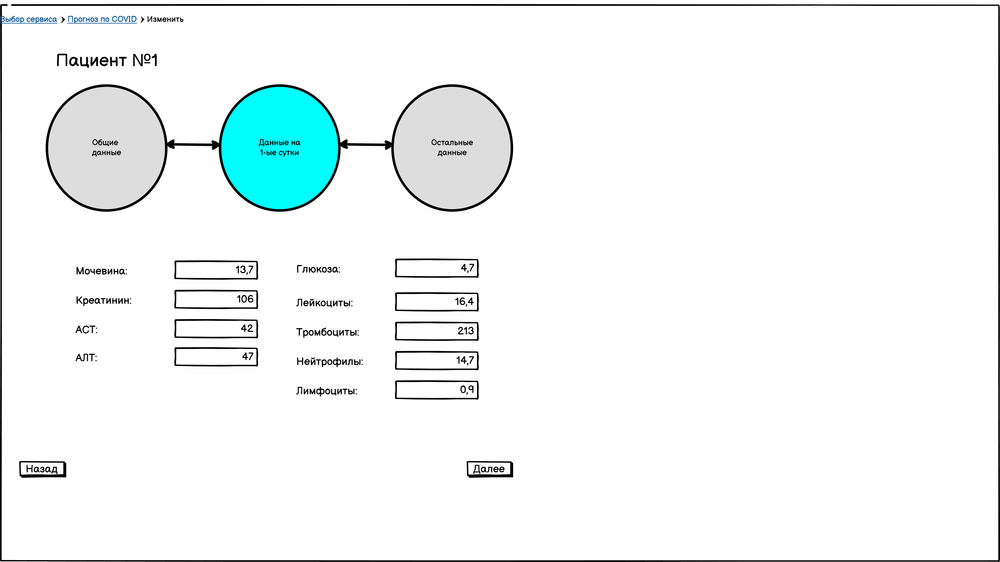 Выбор сервиса Прогноз по COVID Изменить
Пациент №1
Общие
данные
Данные на
1-ые сутки
Остальные
данные
Мочевина: 13,7
Креатинин: 106
АСТ: 42
АЛТ: 47
Глюкоза: 4,7
Лейкоциты: 16,4
Тромбоциты: 213
Нейтрофилы: 14,7
Лимфоциты: 0,9
Назад
Далее